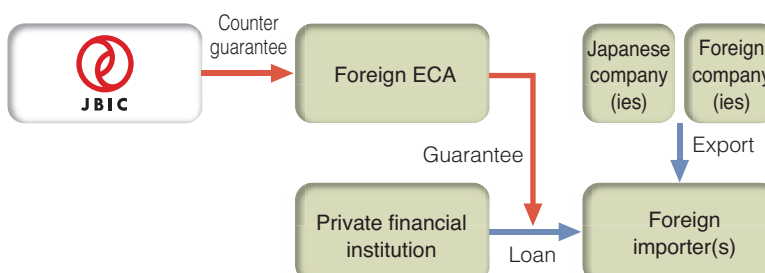 Counter
guarantee
JBIC
Foreign ECA
Japanese
company
(ies)
Foreign
company
(ies)
Guarantee
Export
Private financial
institution
Loan
Foreign
importer(s)